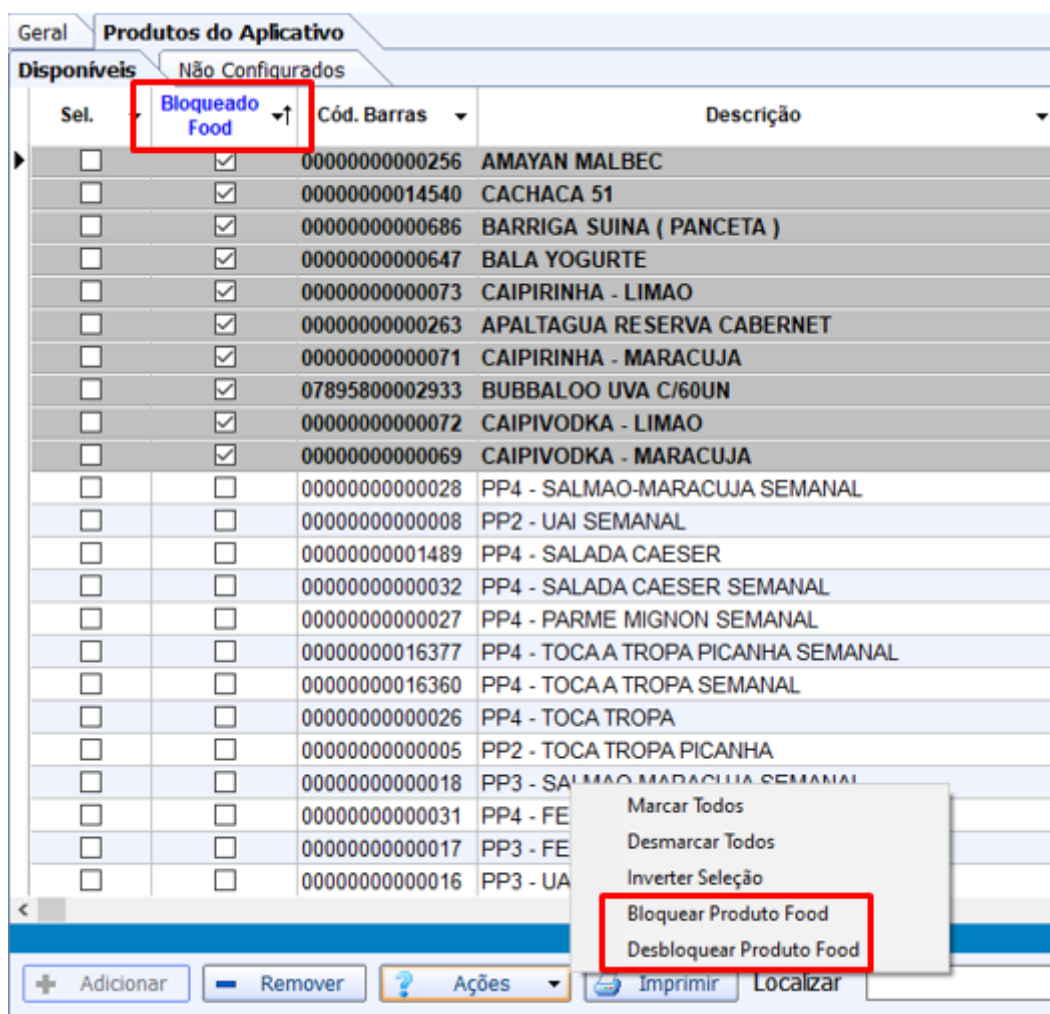 Geral Produtos do Aplicativo
Disponíveis Não Configurados
Sel. Bloqueado Food Cód. Barras Descrição
00000000000256 AMAYAN MALBEC
00000000014540 CACHACA 51
00000000000686 BARRIGA SUINA ( PANCETA )
00000000000647 BALA YOGURTE
00000000000073 CAIPIRINHA - LIMAO
00000000000263 APALTAGUA RESERVA CABERNET
00000000000071 CAIPIRINHA - MARACUJA
07895800002933 BUBBALOO UVA C/60UN
00000000000072 CAIPIVODKA - LIMAO
00000000000069 CAIPIVODKA - MARACUJA
00000000000028 PP4 - SALMAO-MARACUJA SEMANAL
00000000000008 PP2 - UAI SEMANAL
00000000001489 PP4 - SALADA CAESER
00000000000032 PP4 - SALADA CAESER SEMANAL
00000000000027 PP4 - PARME MIGNON SEMANAL
00000000016377 PP4 - TOCA A TROPA PICANHA SEMANAL
00000000016360 PP4 - TOCA A TROPA SEMANAL
00000000000026 PP4 - TOCA TROPA
00000000000005 PP2 - TOCA TROPA PICANHA
00000000000018 PP3 - SALMAO-MARACUJA SEMANAL
00000000000031 PP4 - FE
00000000000017 PP3 - FE
00000000000016 PP3 - UA
Marcar Todos
Desmarcar Todos
Inverter Seleção
Bloquear Produto Food
Desbloquear Produto Food
Adicionar Remover Ações Imprimir Localizar